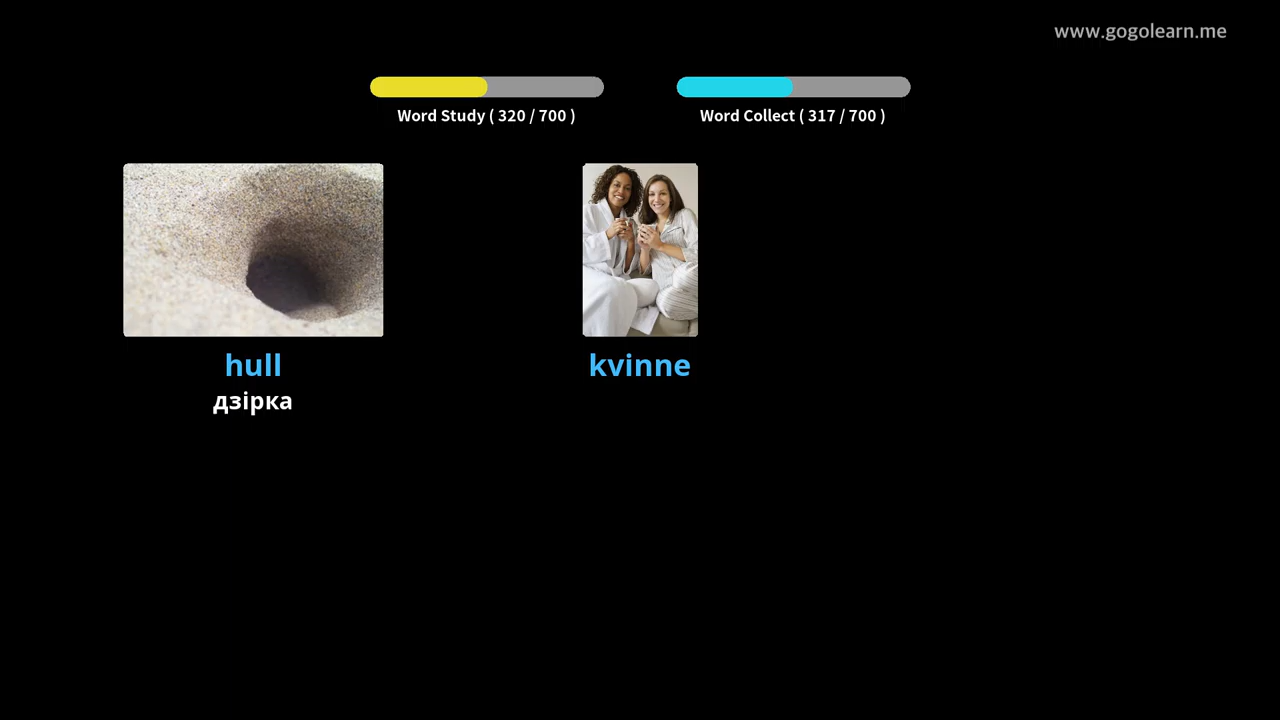 www.gogolearn.me
Word Study ( 320 / 700 )
Word Collect ( 317 / 700 )
hull
дзірка
kvinne